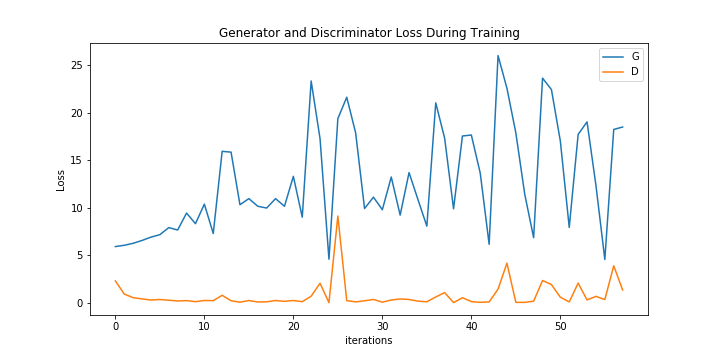 Generator and Discriminator Loss During Training
G
D
25
20
15
10
5
0
Loss
0 10 20 30 40 50
iterations